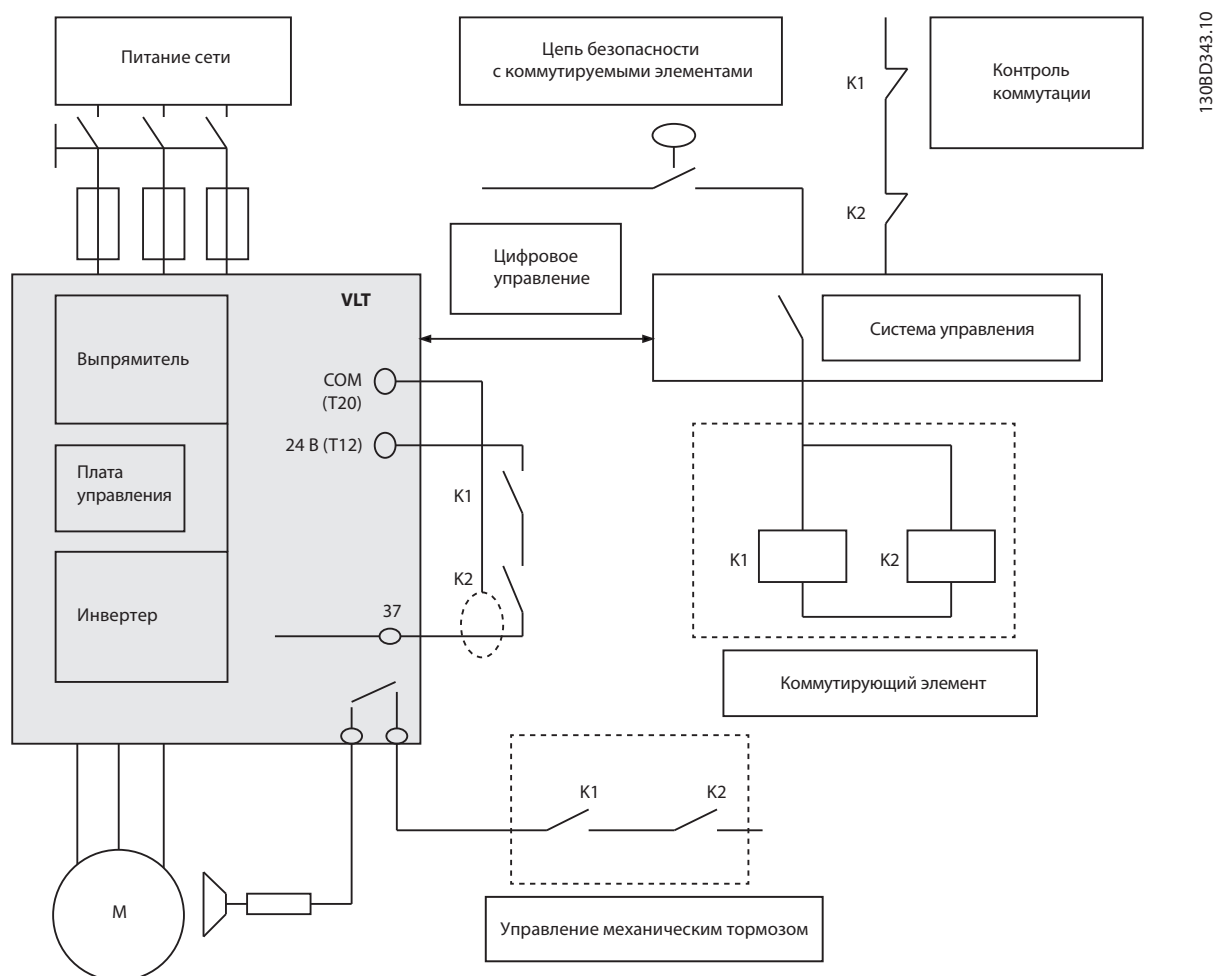 130BD343.10
Питание сети
Цепь безопасности
с коммутируемыми элементами
K1
Контроль
коммутации
K2
Цифровое
управление
VLT
Система управления
Выпрямитель
COM
(T20)
24 В (T12)
Плата
управления
K1
K2
K1
K2
Инвертер
37
Коммутирующий элемент
K1
K2
M
Управление механическим тормозом